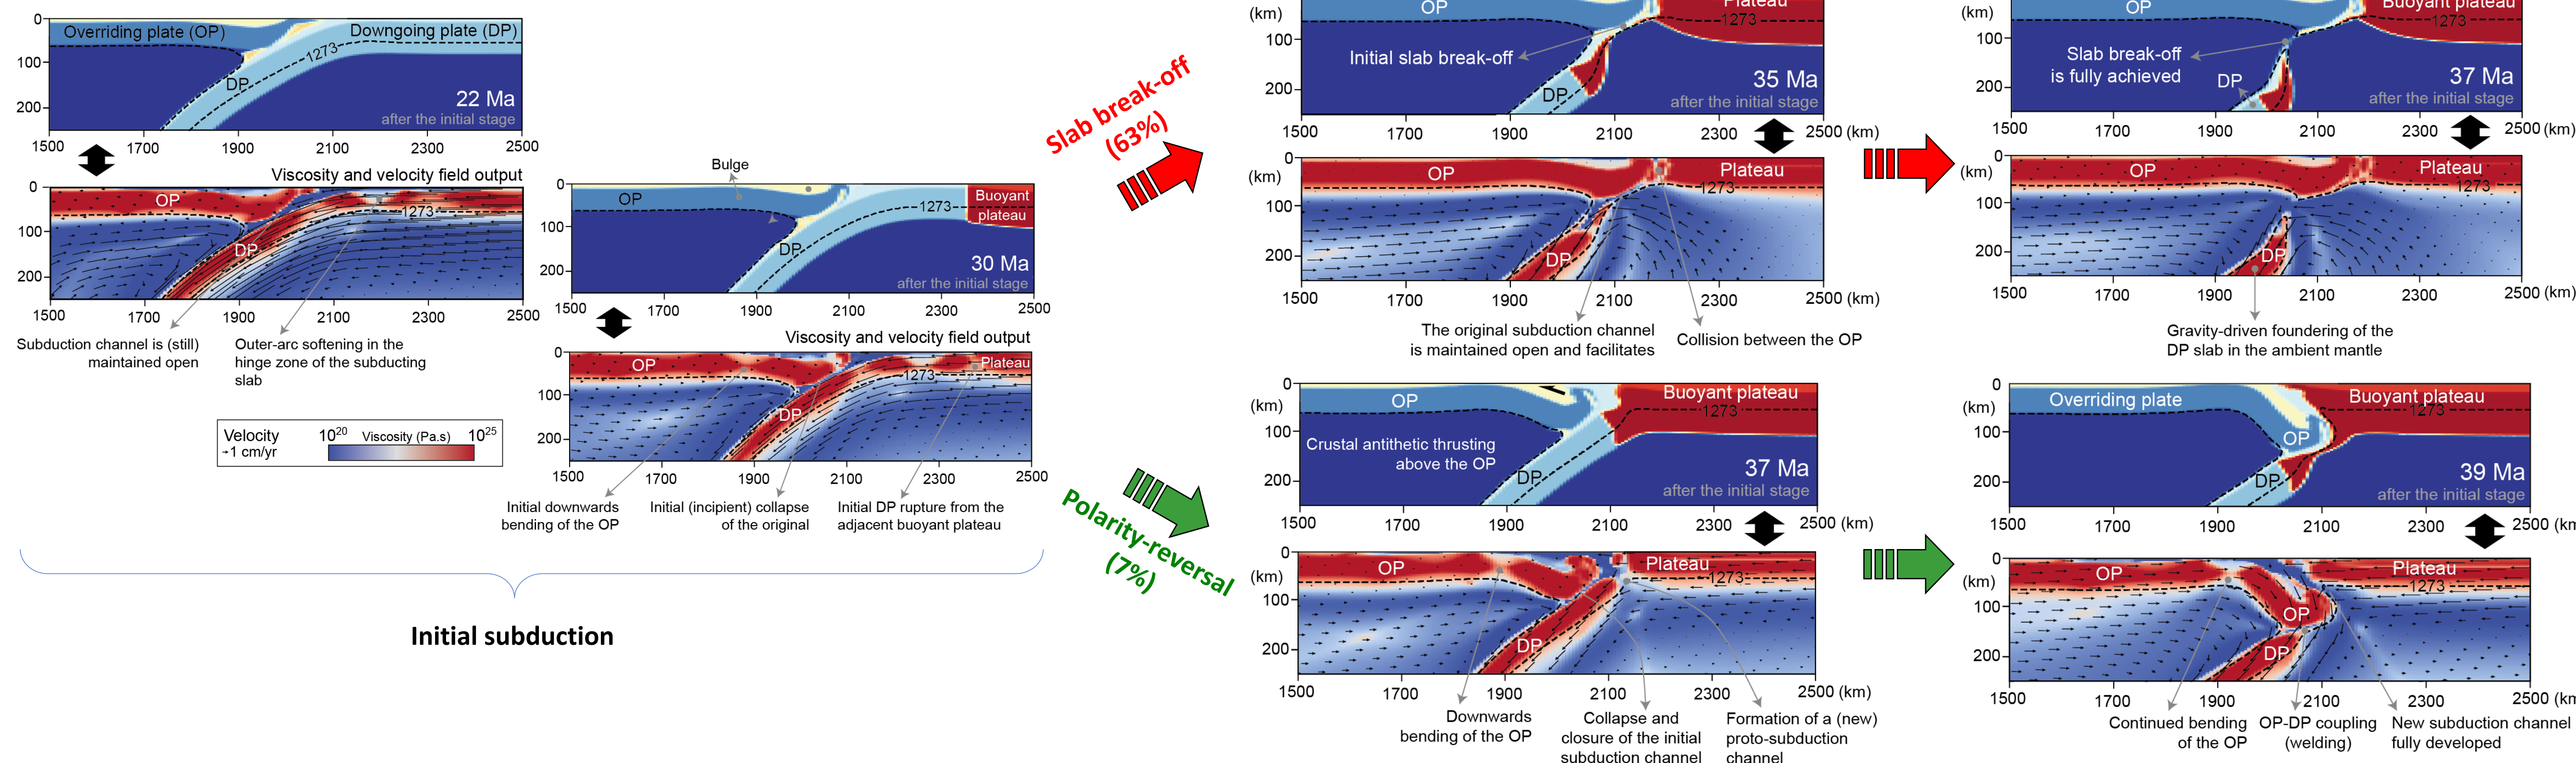 0
100
200
Overriding plate (OP)
Downgoing plate (DP)
1273
DP
22 Ma
after the initial stage
1500 1700 1900 2100 2300 2500
Viscosity and velocity field output
0
100
200
OP
1273
DP
1500 1700 1900 2100 2300 2500
Subduction channel is (still)
maintained open
Outer-arc softening in the
hinge zone of the subducting
slab
Velocity
1 cm/yr
10²⁰ Viscosity (Pa.s) 10²⁵
Bulge
0
100
200
OP
1273
Buoyant
plateau
DP
30 Ma
after the initial stage
1500 1700 1900 2100 2300 2500
Viscosity and velocity field output
0
100
200
OP
Plateau
1273
DP
1500 1700 1900 2100 2300 2500
Initial downwards
bending of the OP
Initial (incipient) collapse
of the original
Initial DP rupture from the
adjacent buoyant plateau
Initial subduction
Slab break-off
(63%)
Polarity-reversal
(7%)
(km)
100
200
OP
Plateau
1273
Initial slab break-off
DP
35 Ma
after the initial stage
1500 1700 1900 2100 2300 2500 (km)
0
(km)
100
200
OP
Plateau
1273
DP
1500 1700 1900 2100 2300 2500 (km)
The original subduction channel
is maintained open and facilitates
Collision between the OP
(km)
100
200
OP
Buoyant plateau
1273
Slab break-off
is fully achieved
DP
37 Ma
after the initial stage
1500 1700 1900 2100 2300 2500 (km)
0
(km)
100
200
OP
Plateau
1273
DP
1500 1700 1900 2100 2300 2500 (km)
Gravity-driven foundering of the
DP slab in the ambient mantle
0
(km)
100
200
OP
Buoyant plateau
1273
Crustal antithetic thrusting
above the OP
DP
37 Ma
after the initial stage
1500 1700 1900 2100 2300 2500 (km)
0
(km)
100
200
OP
Plateau
1273
DP
1500 1700 1900 2100 2300 2500 (km)
Downwards
bending of the OP
Collapse and
closure of the initial
subduction channel
Formation of a (new)
proto-subduction
channel
0
(km)
100
200
Overriding plate
Buoyant plateau
1273
OP
DP
39 Ma
after the initial stage
1500 1700 1900 2100 2300 2500 (km
0
(km)
100
200
OP
Plateau
1273
OP
DP
1500 1700 1900 2100 2300 2500 (km
Continued bending
of the OP
OP-DP coupling
(welding)
New subduction channel
fully developed